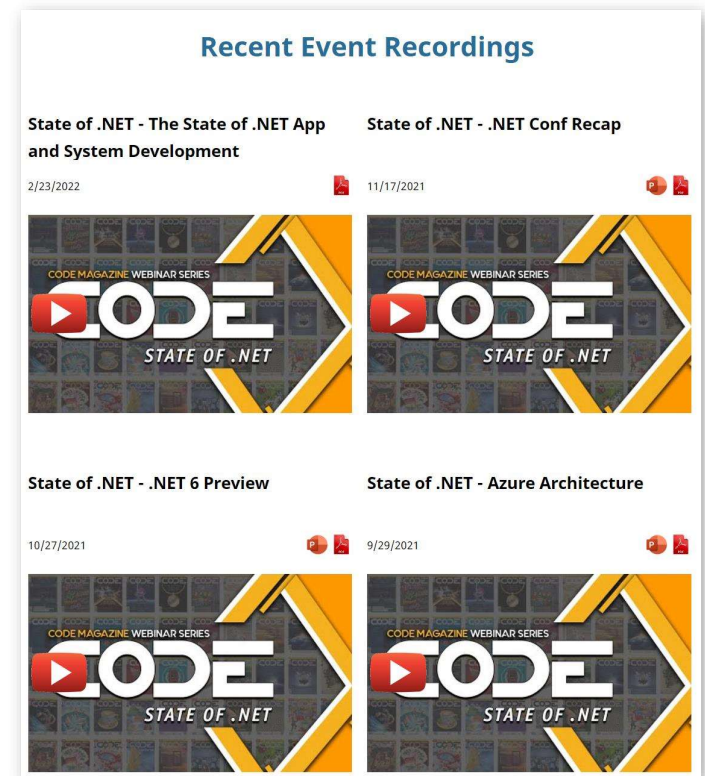 Recent Event Recordings
State of .NET - The State of .NET App
and System Development
2/23/2022
CODE MAGAZINE WEBINAR SERIES
CODE
STATE OF .NET
State of .NET - .NET Conf Recap
11/17/2021
CODE MAGAZINE WEBINAR SERIES
CODE
STATE OF .NET
State of .NET - .NET 6 Preview
10/27/2021
CODE MAGAZINE WEBINAR SERIES
CODE
STATE OF .NET
State of .NET - Azure Architecture
9/29/2021
CODE MAGAZINE WEBINAR SERIES
CODE
STATE OF .NET